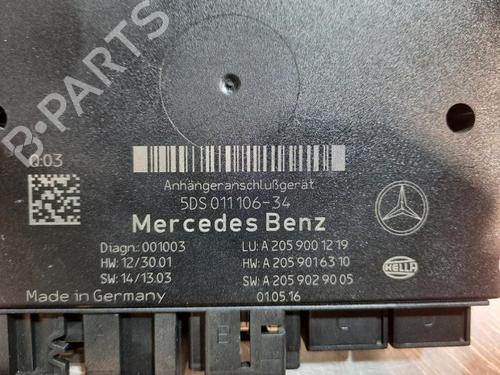 B-PARTS
0:03
Anhängeranschlußgerät
5DS 011 106-34
Mercedes Benz
Diagn: 001003
HW: 12/30.01
SW: 14/13.03
LU: A 205 900 12 19
HW: A 205 901 63 10
SW: A 205 902 90 05
01.05.16
HELLA
Made in Germany